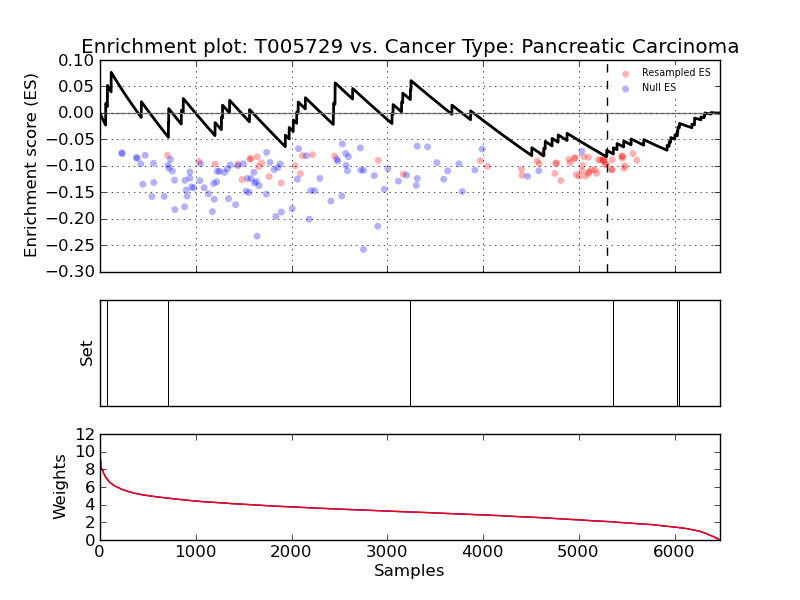 Enrichment plot: T005729 vs. Cancer Type: Pancreatic Carcinoma
0.10
0.05
0.00
−0.05
−0.10
−0.15
−0.20
−0.25
−0.30
Enrichment score (ES)
Resampled ES
Null ES
Set
12
10
8
6
4
2
0
Weights
0 1000 2000 3000 4000 5000 6000
Samples